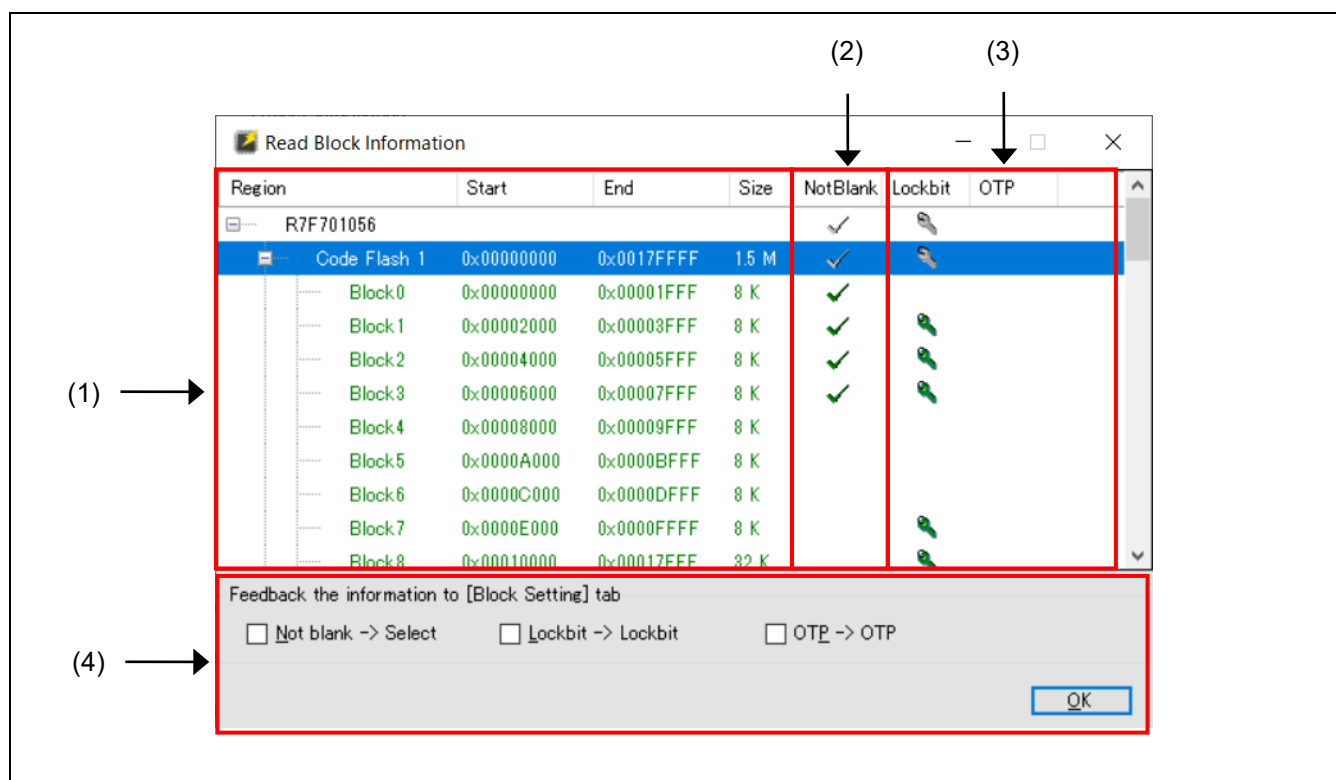 (2) (3)
Read Block Information
Region Start End Size NotBlank Lockbit OTP
R7F701056
Code Flash 1 0x00000000 0x0017FFFF 1.5 M
Block0 0x00000000 0x00001FFF 8 K
Block1 0x00002000 0x00003FFF 8 K
Block2 0x00004000 0x00005FFF 8 K
(1)
Block3 0x00006000 0x00007FFF 8 K
Block4 0x00008000 0x00009FFF 8 K
Block5 0x0000A000 0x0000BFFF 8 K
Block6 0x0000C000 0x0000DFFF 8 K
Block7 0x0000E000 0x0000FFFF 8 K
Block8 0x00010000 0x00017FFF 32 K
Feedback the information to [Block Setting] tab
Not blank -> Select Lockbit -> Lockbit OTP -> OTP
(4)
OK